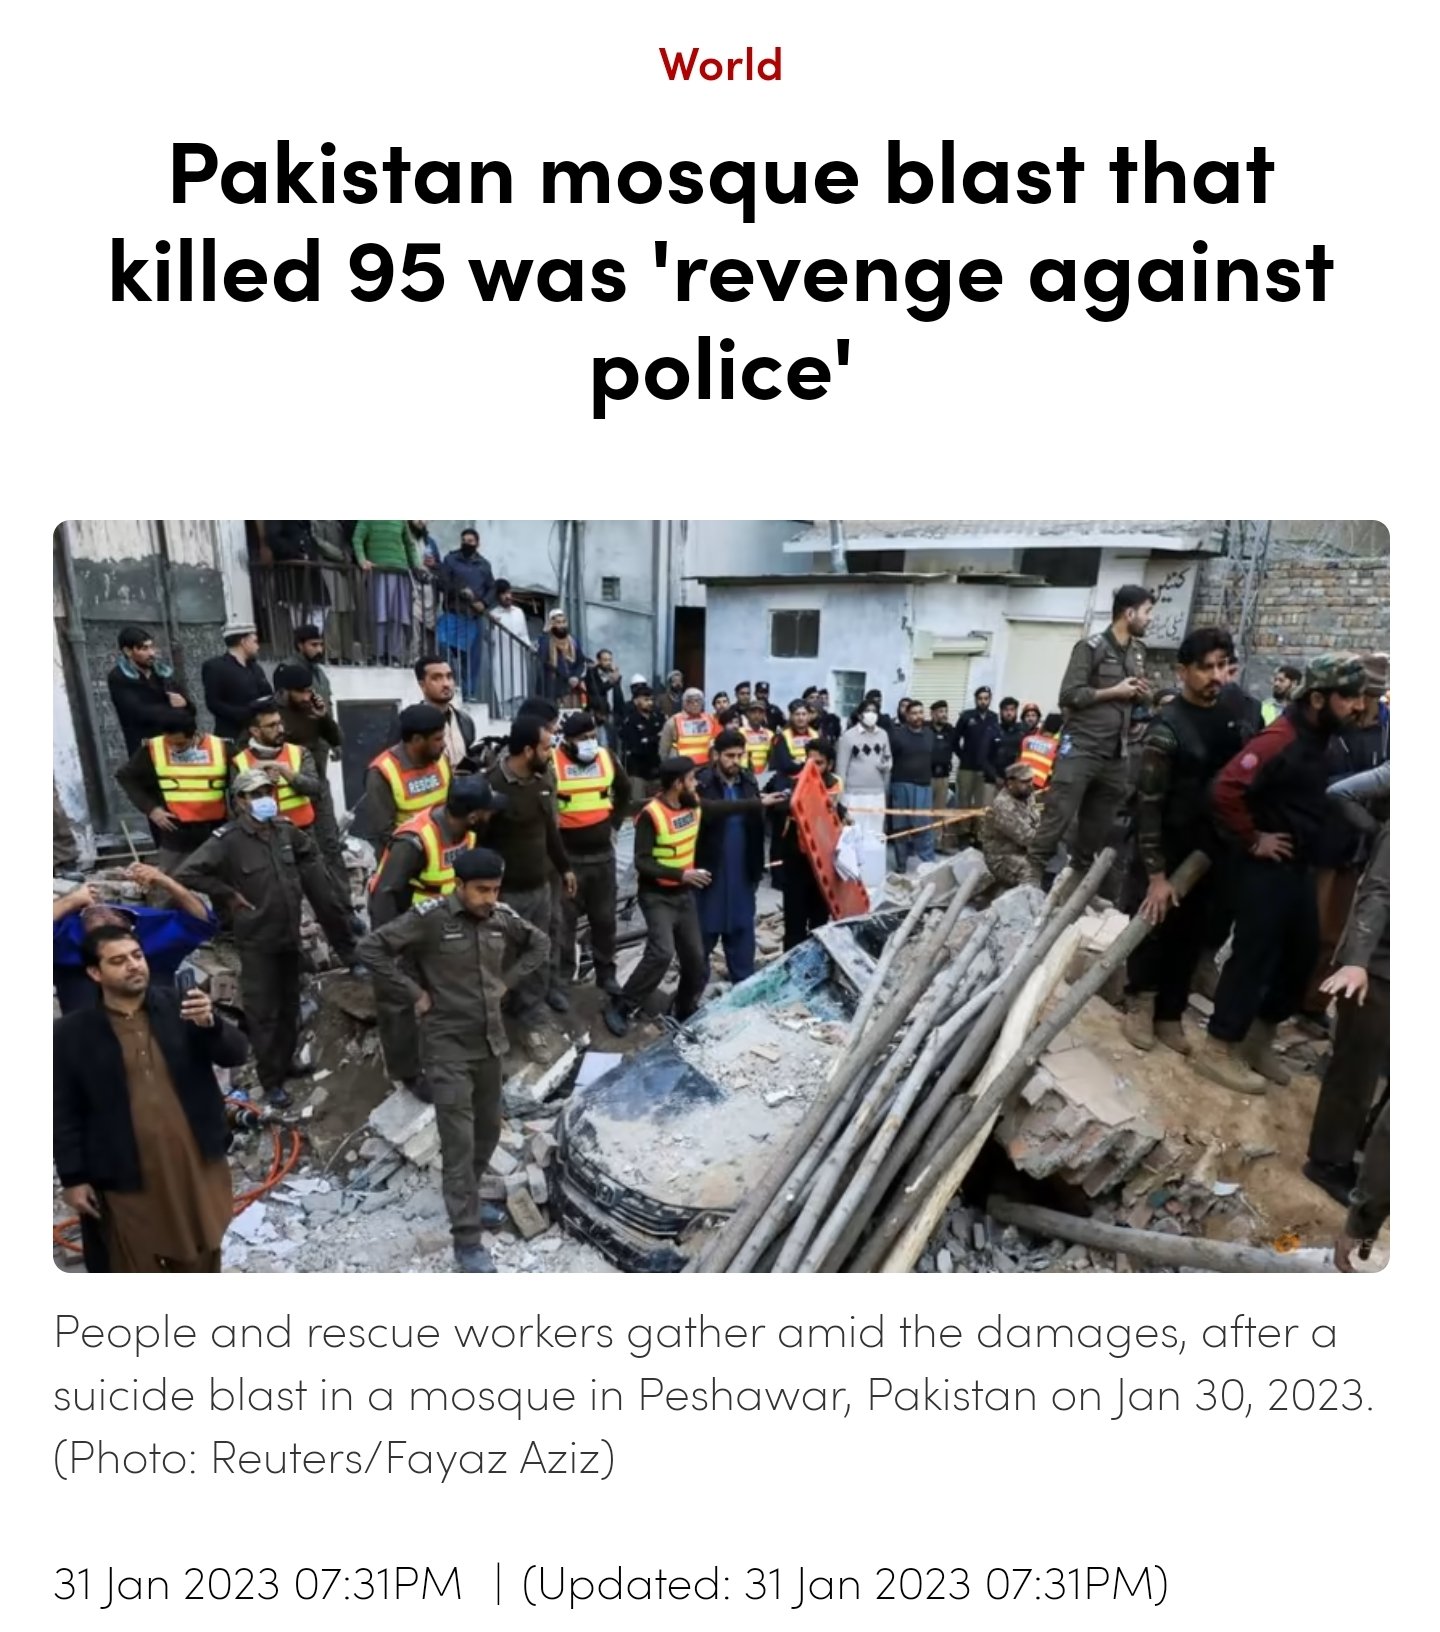 World
Pakistan mosque blast that
killed 95 was 'revenge against
police'
RESCUE
People and rescue workers gather amid the damages, after a
suicide blast in a mosque in Peshawar, Pakistan on Jan 30, 2023.
(Photo: Reuters/Fayaz Aziz)
31 Jan 2023 07:31PM | (Updated: 31 Jan 2023 07:31PM)